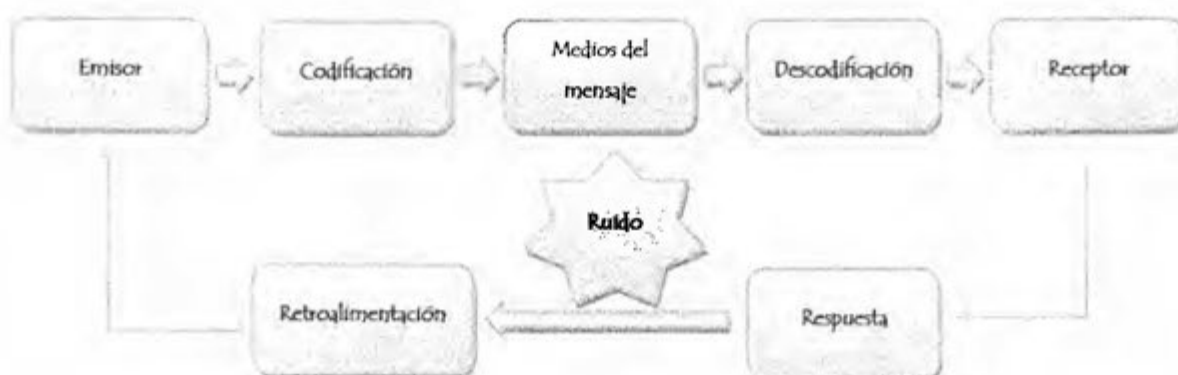 Emisor
Codificación
Medios del
mensaje
Descodificación
Receptor
Ruido
Retroalimentación
Respuesta